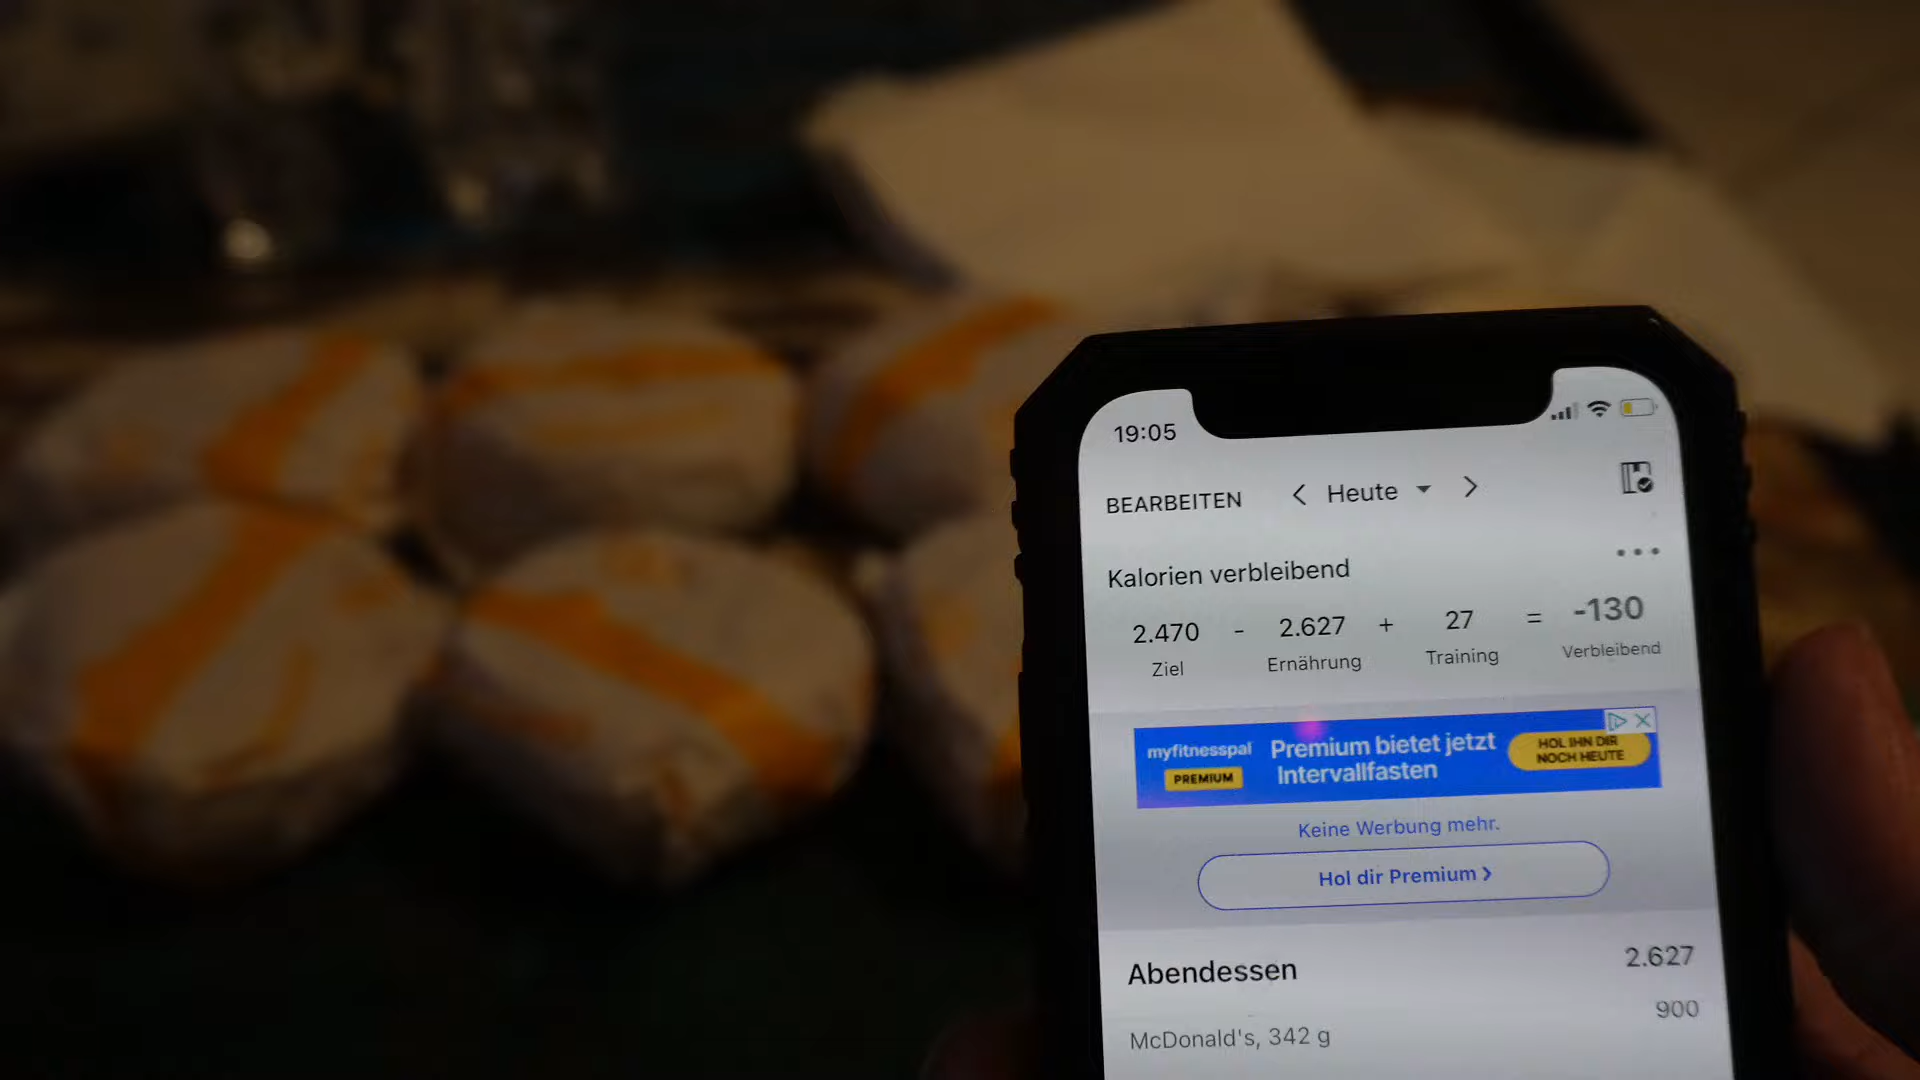 19:05
BEARBEITEN
Heute
Kalorien verbleibend
2.470 - 2.627 + 27 = -130
Ziel Ernährung Training Verbleibend
myfitnesspal
PREMIUM
Premium bietet jetzt
Intervallfasten
HOL IHN DIR
NOCH HEUTE
Keine Werbung mehr.
Hol dir Premium >
Abendessen 2.627
900
McDonald's, 342 g